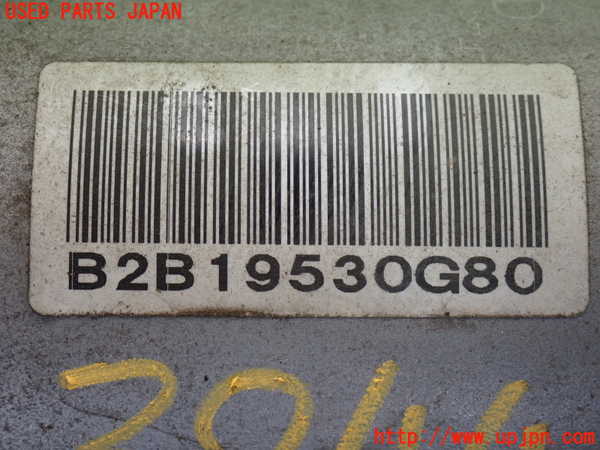 USED PARTS JAPAN
B2B19530G80
http://www.upjpn.com